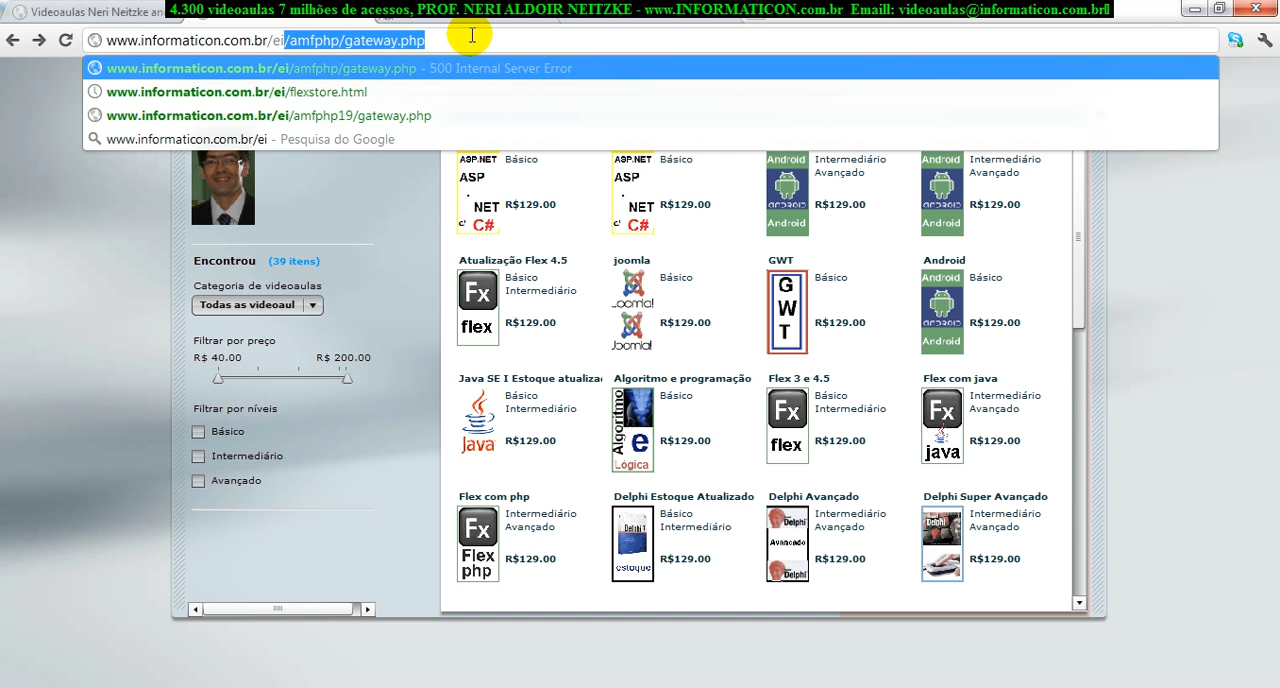 Videoaulas Neri Neitzke an
4.300 videoaulas 7 milhões de acessos, PROF. NERI ALDOIR NEITZKE - www.INFORMATICON.com.br Emaill: videoaulas@informaticon.com.br
www.informaticon.com.br/ei/amfphp/gateway.php
www.informaticon.com.br/ei/amfphp/gateway.php - 500 Internal Server Error
www.informaticon.com.br/ei/flexstore.html
www.informaticon.com.br/ei/amfphp19/gateway.php
www.informaticon.com.br/ei - Pesquisa do Google
ASP.NET Básico ASP.NET Básico Android Intermediário Android Intermediário
Avançado Avançado
ASP ASP
. .
NET R$129.00 NET R$129.00 ANDROID R$129.00 ANDROID R$129.00
c' C# c' C# Android Android
Encontrou (39 itens)
Categoria de videoaulas
Todas as videoaul
Filtrar por preço
R$ 40.00 R$ 200.00
Filtrar por níveis
Básico
Intermediário
Avançado
Atualização Flex 4.5 joomla GWT Android
Fx Básico Básico G Básico Android Básico
Intermediário Joomla! W ANDROID
flex R$129.00 R$129.00 T R$129.00 R$129.00
Joomla! Android
Java SE I Estoque atualiza Algoritmo e programação Flex 3 e 4.5 Flex com java
Básico Algoritmo Básico Fx Básico Fx Intermediário
Intermediário Intermediário Avançado
Java R$129.00 e R$129.00 flex R$129.00 java R$129.00
Lógica
Flex com php Delphi Estoque Atualizado Delphi Avançado Delphi Super Avançado
Fx Intermediário Delphi 7 Básico Delphi Intermediário Delphi Intermediário
Avançado Intermediário Avançado Avançado Avançado
Flex php R$129.00 estoque R$129.00 Delphi R$129.00 R$129.00